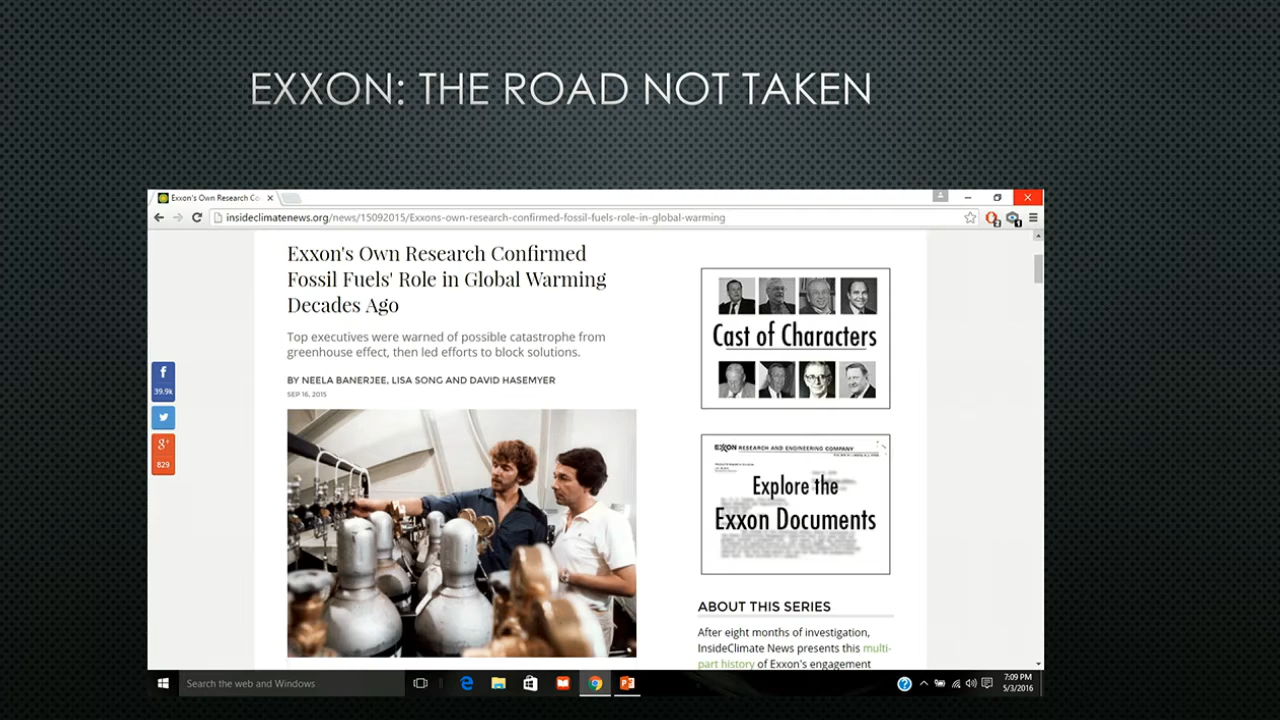 EXXON: THE ROAD NOT TAKEN
Exxon's Own Research Co
insideclimatenews.org/news/15092015/Exxons-own-research-confirmed-fossil-fuels-role-in-global-warming
Exxon's Own Research Confirmed
Fossil Fuels' Role in Global Warming
Decades Ago
Top executives were warned of possible catastrophe from
greenhouse effect, then led efforts to block solutions.
BY NEELA BANERJEE, LISA SONG AND DAVID HASEMYER
SEP 16, 2015
39.9k
829
Cast of Characters
EXXON RESEARCH AND ENGINEERING COMPANY
Explore the
Exxon Documents
ABOUT THIS SERIES
After eight months of investigation,
InsideClimate News presents this multi-
part history of Exxon's engagement
Search the web and Windows
7:09 PM
5/3/2016